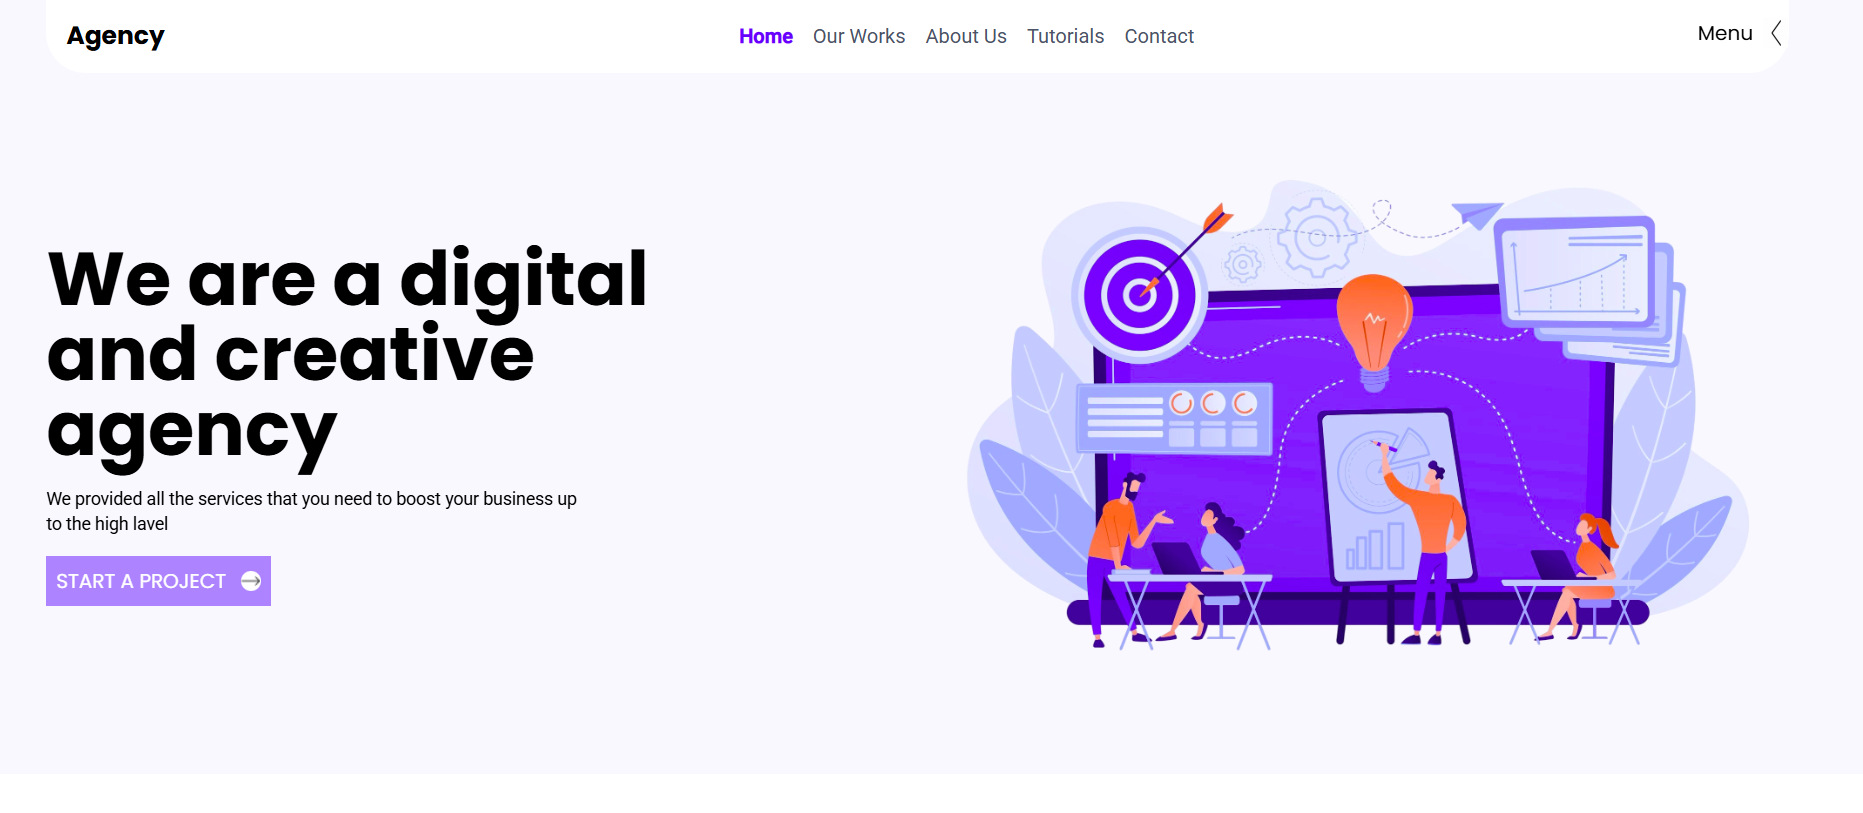 Agency
Home Our Works About Us Tutorials Contact
Menu
We are a digital
and creative
agency
We provided all the services that you need to boost your business up
to the high lavel
START A PROJECT